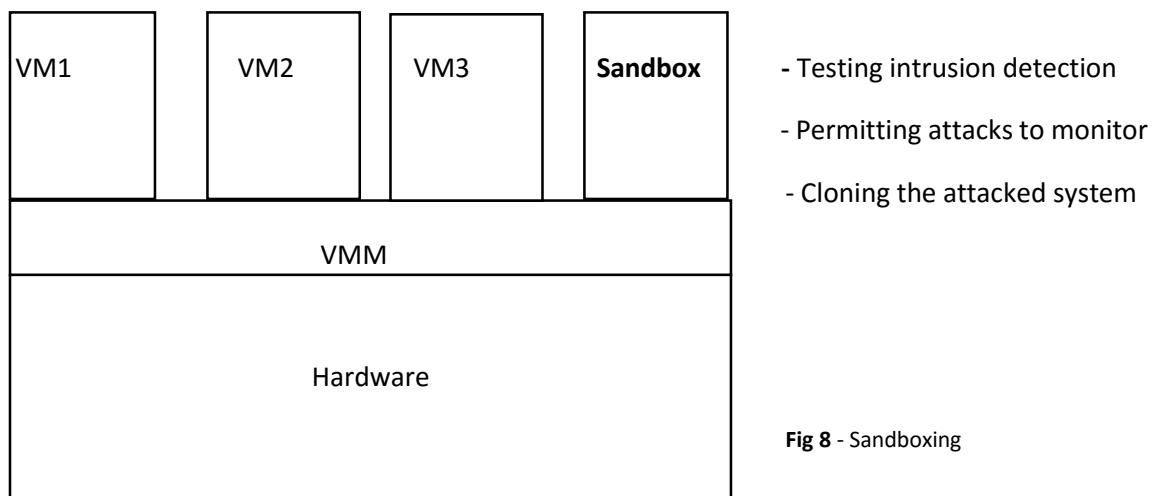 VM1 VM2 VM3 Sandbox - Testing intrusion detection
- Permitting attacks to monitor
- Cloning the attacked system
VMM
Hardware
Fig 8 - Sandboxing